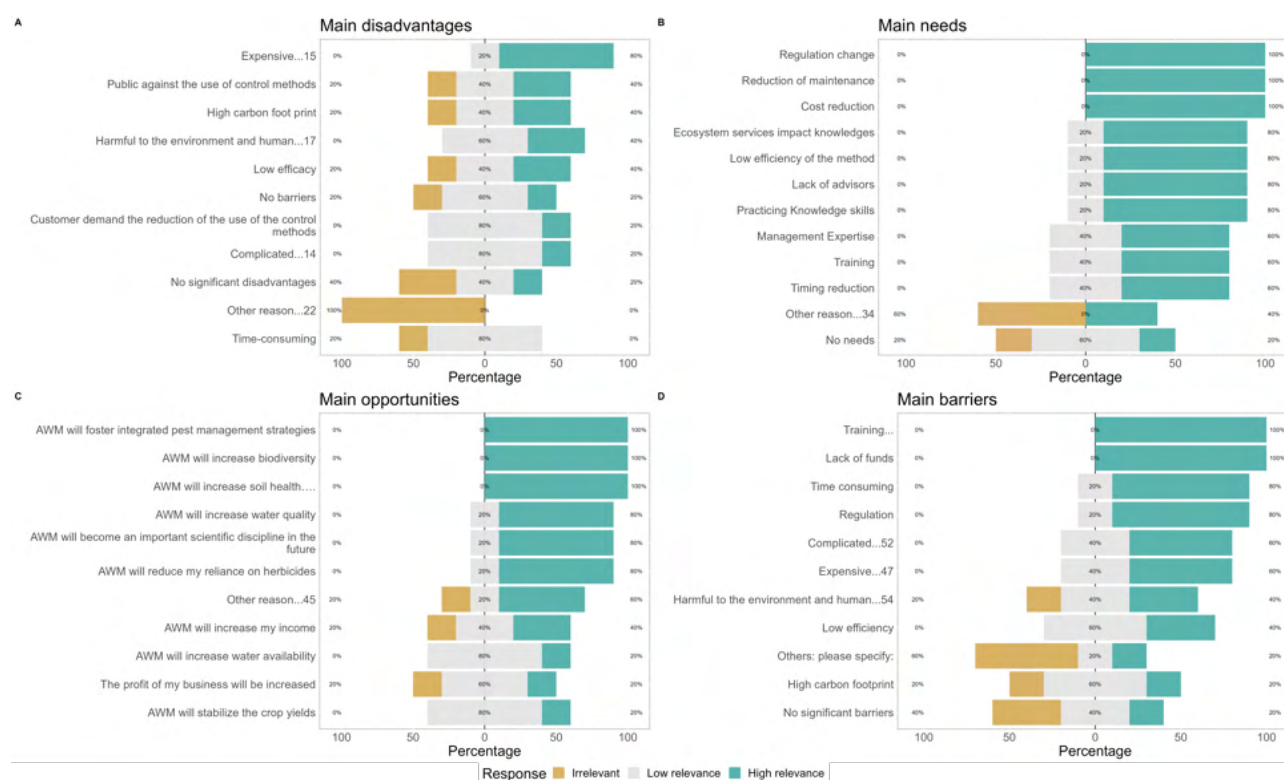 A
Main disadvantages
Expensive...15
0%
20%
80%
Public against the use of control methods
20%
40%
40%
High carbon foot print
20%
40%
40%
Harmful to the environment and human...17
0%
60%
40%
Low efficacy
20%
40%
40%
No barriers
20%
60%
20%
Customer demand the reduction of the use of the control
methods
0%
80%
20%
Complicated...14
0%
80%
20%
No significant disadvantages
40%
40%
20%
Other reason...22
100%
0%
0%
Time-consuming
20%
80%
0%
100 50 0 50 100
Percentage
B
Main needs
Regulation change
0%
0%
100%
Reduction of maintenance
0%
0%
100%
Cost reduction
0%
0%
100%
Ecosystem services impact knowledges
0%
20%
80%
Low efficiency of the method
0%
20%
80%
Lack of advisors
0%
20%
80%
Practicing Knowledge skills
0%
20%
80%
Management Expertise
0%
40%
60%
Training
0%
40%
60%
Timing reduction
0%
40%
60%
Other reason...34
60%
0%
40%
No needs
20%
60%
20%
100 50 0 50 100
Percentage
C
Main opportunities
AWM will foster integrated pest management strategies
0%
0%
100%
AWM will increase biodiversity
0%
0%
100%
AWM will increase soil health....
0%
0%
100%
AWM will increase water quality
0%
20%
80%
AWM will become an important scientific discipline in the
future
0%
20%
80%
AWM will reduce my reliance on herbicides
0%
20%
80%
Other reason...45
20%
20%
60%
AWM will increase my income
20%
40%
40%
AWM will increase water availability
0%
80%
20%
The profit of my business will be increased
20%
60%
20%
AWM will stabilize the crop yields
0%
80%
20%
100 50 0 50 100
Percentage
D
Main barriers
Training...
0%
0%
100%
Lack of funds
0%
0%
100%
Time consuming
0%
20%
80%
Regulation
0%
20%
80%
Complicated...52
0%
40%
60%
Expensive...47
0%
40%
60%
Harmful to the environment and human...54
20%
40%
40%
Low efficiency
0%
60%
40%
Others: please specify:
60%
20%
20%
High carbon footprint
20%
60%
20%
No significant barriers
40%
40%
20%
100 50 0 50 100
Percentage
Response Irrelevant Low relevance High relevance